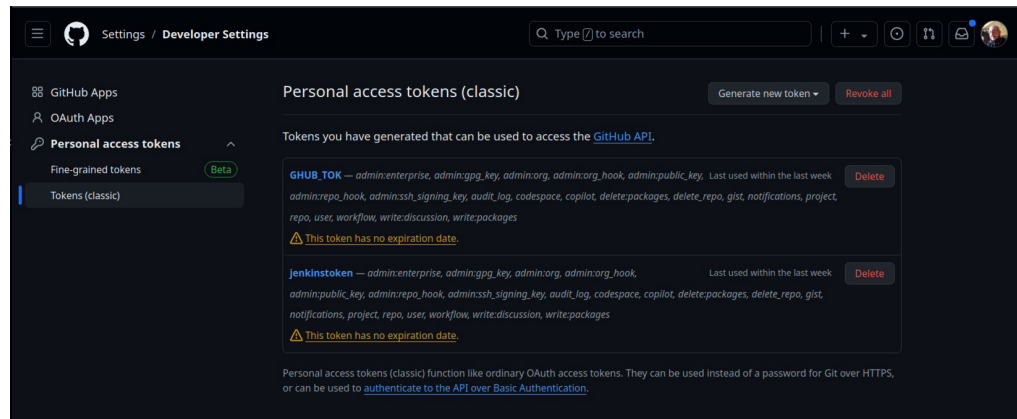 Settings / Developer Settings
Type / to search
GitHub Apps
OAuth Apps
Personal access tokens
Fine-grained tokens Beta
Tokens (classic)
Personal access tokens (classic)
Generate new token
Revoke all
Tokens you have generated that can be used to access the GitHub API.
GHUB_TOK — admin:enterprise, admin:gpg_key, admin:org, admin:org_hook, admin:public_key, Last used within the last week Delete
admin:repo_hook, admin:ssh_signing_key, audit_log, codespace, copilot, delete:packages, delete_repo, gist, notifications, project,
repo, user, workflow, write:discussion, write:packages
This token has no expiration date.
jenkinstoken — admin:enterprise, admin:gpg_key, admin:org, admin:org_hook, Last used within the last week Delete
admin:public_key, admin:repo_hook, admin:ssh_signing_key, audit_log, codespace, copilot, delete:packages, delete_repo, gist,
notifications, project, repo, user, workflow, write:discussion, write:packages
This token has no expiration date.
Personal access tokens (classic) function like ordinary OAuth access tokens. They can be used instead of a password for Git over HTTPS,
or can be used to authenticate to the API over Basic Authentication.